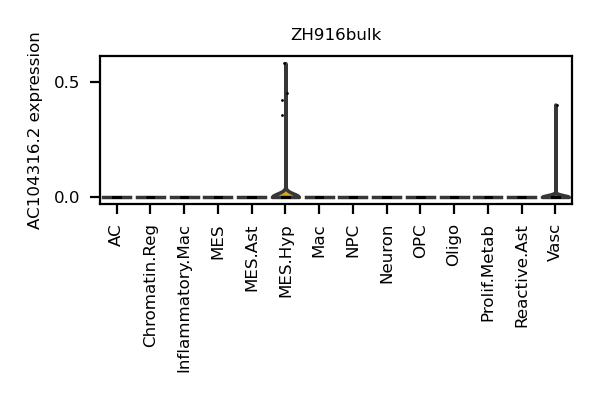 ZH916bulk
AC104316.2 expression
0.5
0.0
AC
Chromatin.Reg
Inflammatory.Mac
MES
MES.Ast
MES.Hyp
Mac
NPC
Neuron
OPC
Oligo
Prolif.Metab
Reactive.Ast
Vasc